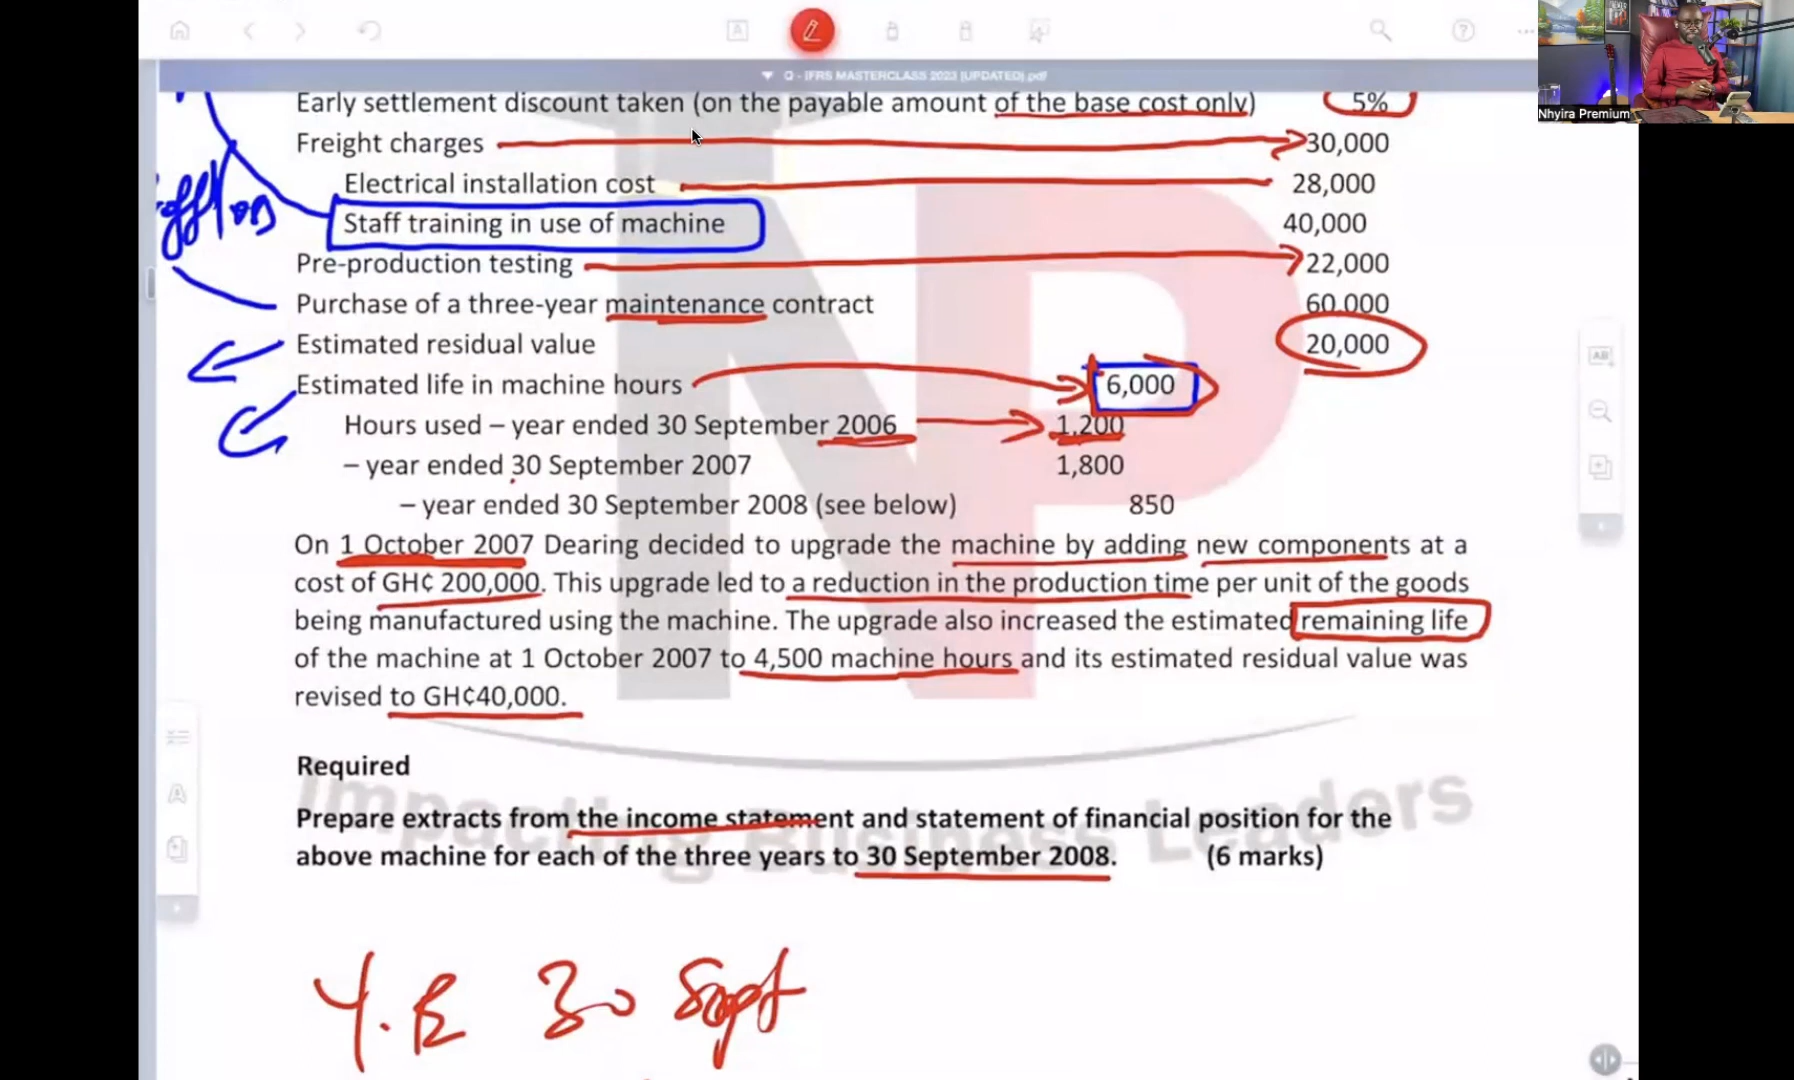 Q - IFRS MASTERCLASS 2023 [UPDATED].pdf
Nhyira Premium
Early settlement discount taken (on the payable amount of the base cost only) 5%
Freight charges 30,000
Electrical installation cost 28,000
Staff training in use of machine 40,000
Pre-production testing 22,000
Purchase of a three-year maintenance contract 60,000
Estimated residual value 20,000
Estimated life in machine hours 6,000
Hours used – year ended 30 September 2006 1,200
– year ended 30 September 2007 1,800
– year ended 30 September 2008 (see below) 850
On 1 October 2007 Dearing decided to upgrade the machine by adding new components at a
cost of GH¢ 200,000. This upgrade led to a reduction in the production time per unit of the goods
being manufactured using the machine. The upgrade also increased the estimated remaining life
of the machine at 1 October 2007 to 4,500 machine hours and its estimated residual value was
revised to GH¢40,000.
Required
Impacting Business Leaders
Prepare extracts from the income statement and statement of financial position for the
above machine for each of the three years to 30 September 2008. (6 marks)
Y.E 30 Sept